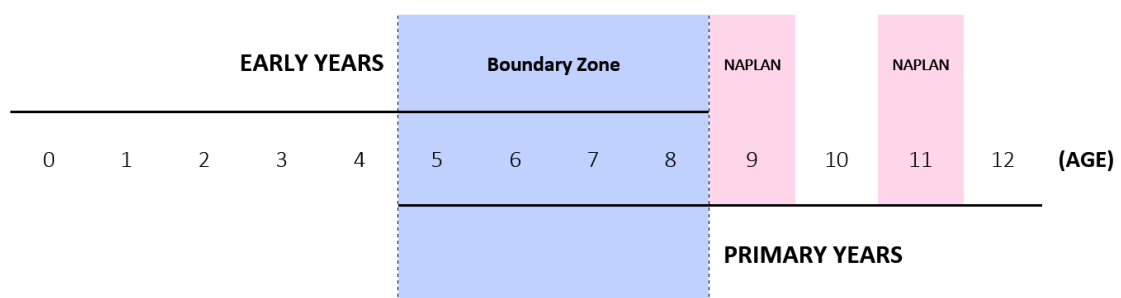 EARLY YEARS Boundary Zone NAPLAN NAPLAN
0 1 2 3 4 5 6 7 8 9 10 11 12 (AGE)
PRIMARY YEARS